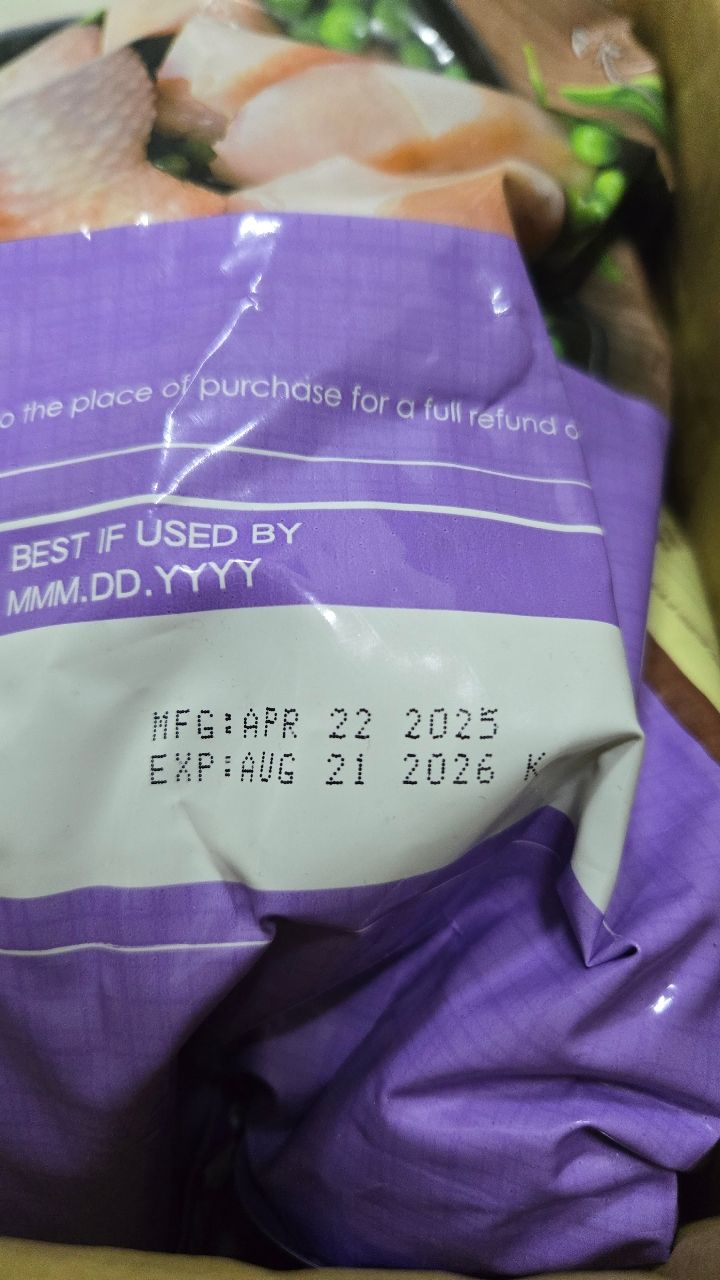 to the place of purchase for a full refund o
BEST IF USED BY
MMM.DD.YYYY
MFG:APR 22 2025
EXP:AUG 21 2026 K